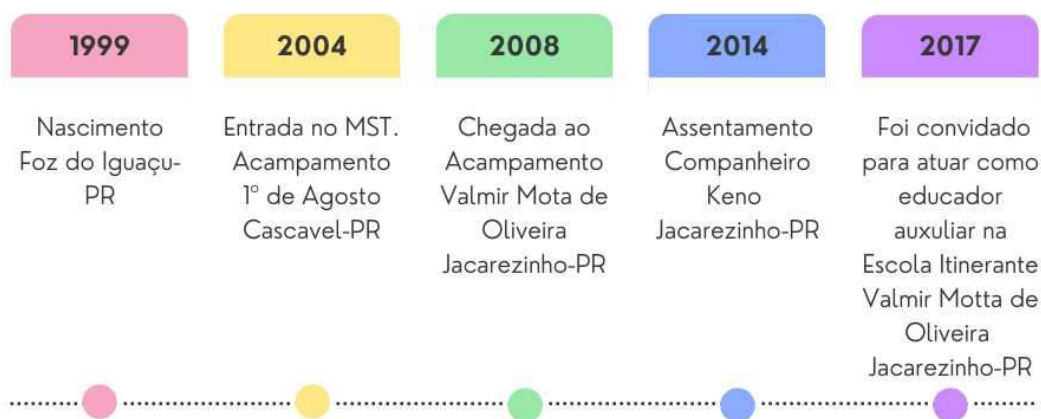 1999
Nascimento
Foz do Iguaçu-
PR
2004
Entrada no MST.
Acampamento
1º de Agosto
Cascavel-PR
2008
Chegada ao
Acampamento
Valmir Mota de
Oliveira
Jacarezinho-PR
2014
Assentamento
Companheiro
Keno
Jacarezinho-PR
2017
Foi convidado
para atuar como
educador
auxuliar na
Escola Itinerante
Valmir Motta de
Oliveira
Jacarezinho-PR